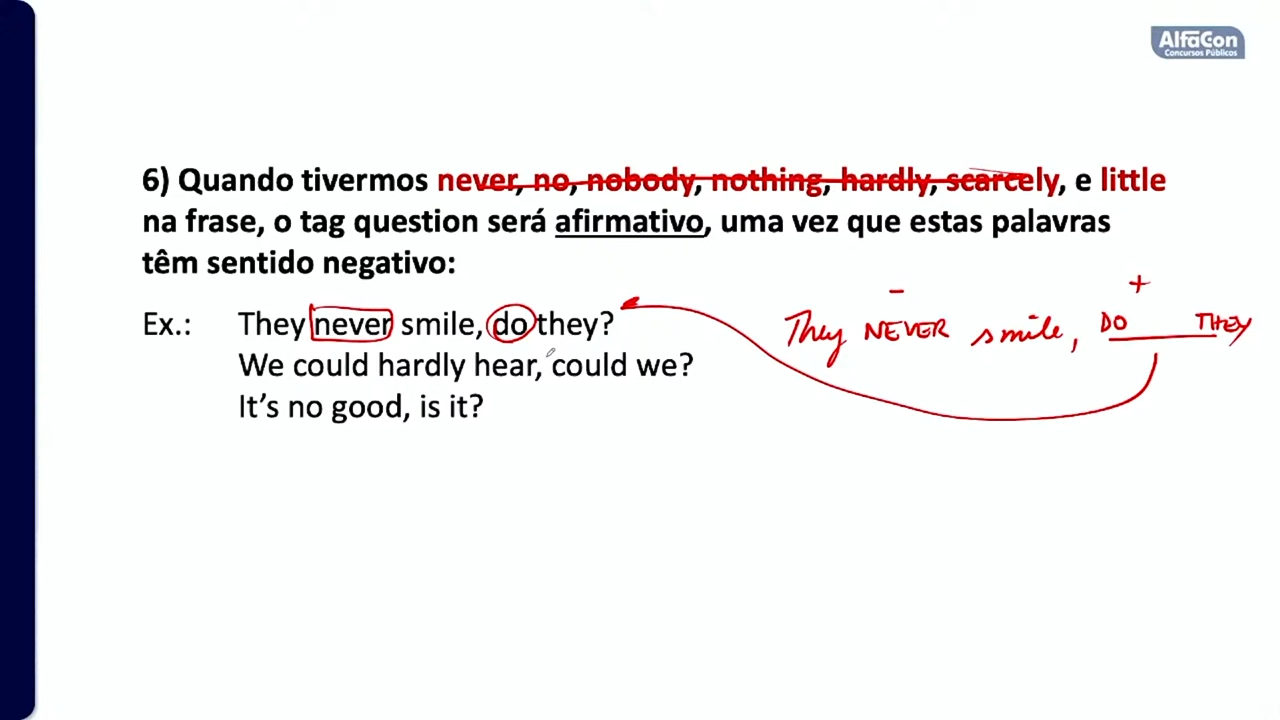 AlfaCon
Concursos Públicos
6) Quando tivermos never, no, nobody, nothing, hardly, scarcely, e little
na frase, o tag question será afirmativo, uma vez que estas palavras
têm sentido negativo:
Ex.: They never smile, do they?
We could hardly hear, could we?
It's no good, is it?
- +
They NEVER smile, DO THEY